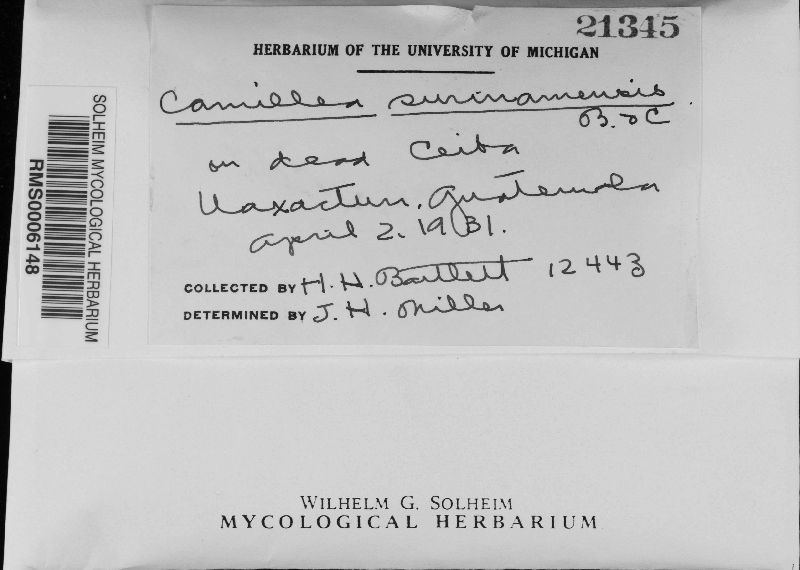 21345
HERBARIUM OF THE UNIVERSITY OF MICHIGAN
Camillea surinamensis.
B. & C
on dead Ceiba
Uaxactun, Guatemala
April 2. 1931.
COLLECTED BY H. H. Bartlett 12443
DETERMINED BY J. H. Miller
SOLHEIM MYCOLOGICAL HERBARIUM
RMS0006148
WILHELM G. SOLHEIM
MYCOLOGICAL HERBARIUM